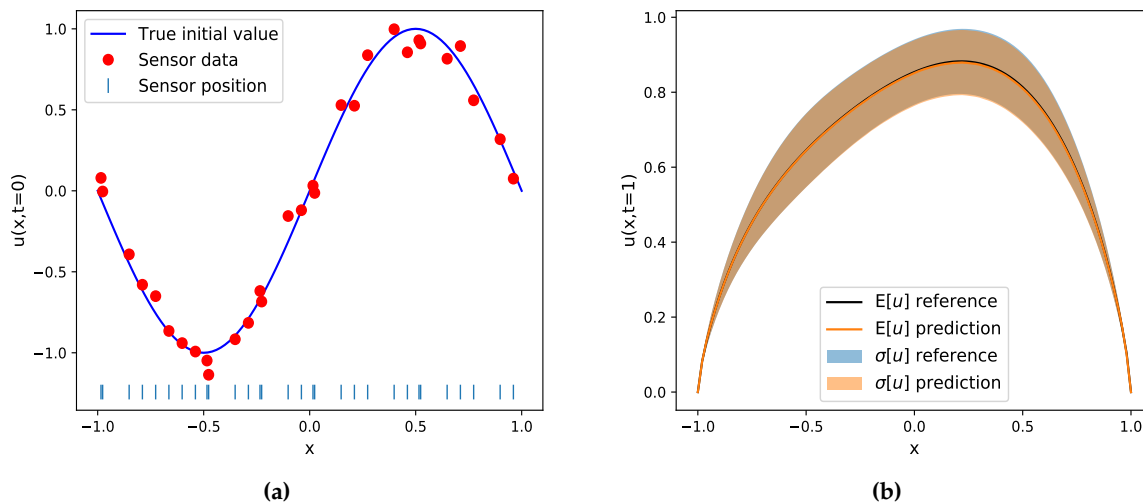 True initial value
Sensor data
Sensor position
1.0
0.5
0.0
−0.5
−1.0
u(x,t=0)
−1.0
−0.5
0.0
0.5
1.0
x
(a)
1.0
0.8
0.6
0.4
0.2
0.0
u(x,t=1)
E[u] reference
E[u] prediction
σ[u] reference
σ[u] prediction
−1.0
−0.5
0.0
0.5
1.0
x
(b)